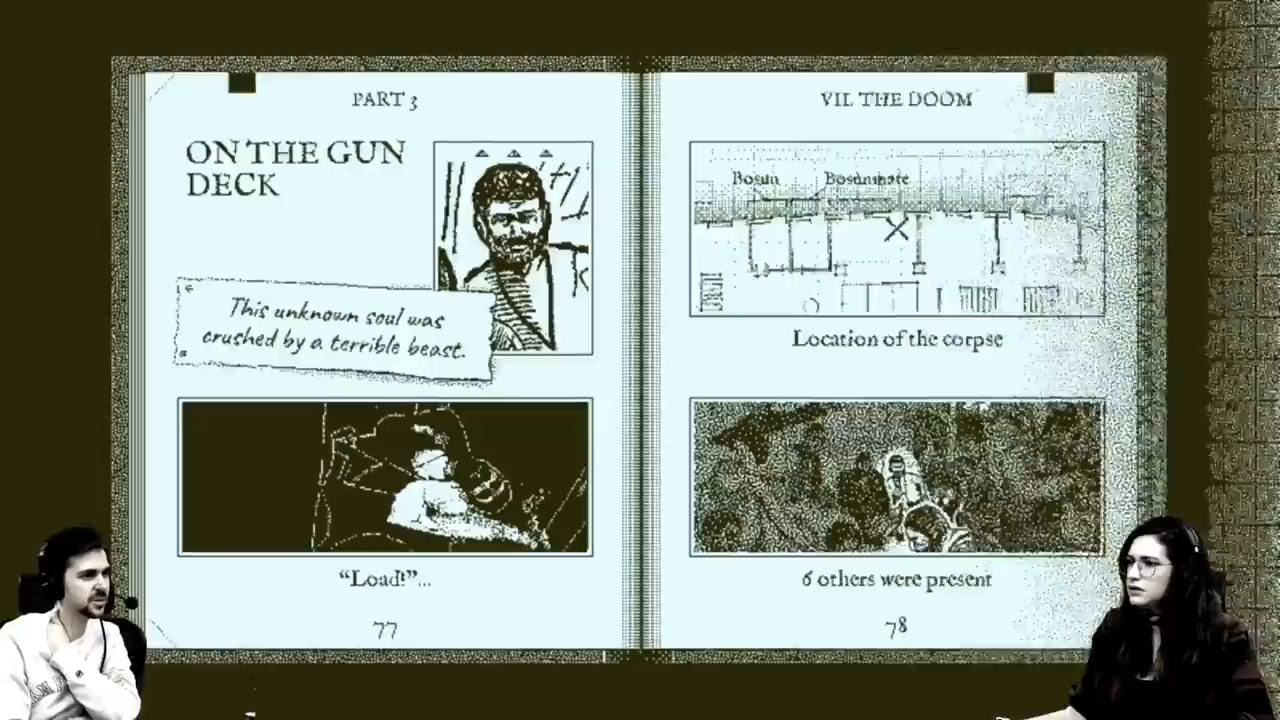 PART 3
ON THE GUN
DECK
This unknown soul was
crushed by a terrible beast.
"Load!"...
77
VII. THE DOOM
Bosun Bosunmate
Location of the corpse
6 others were present
78